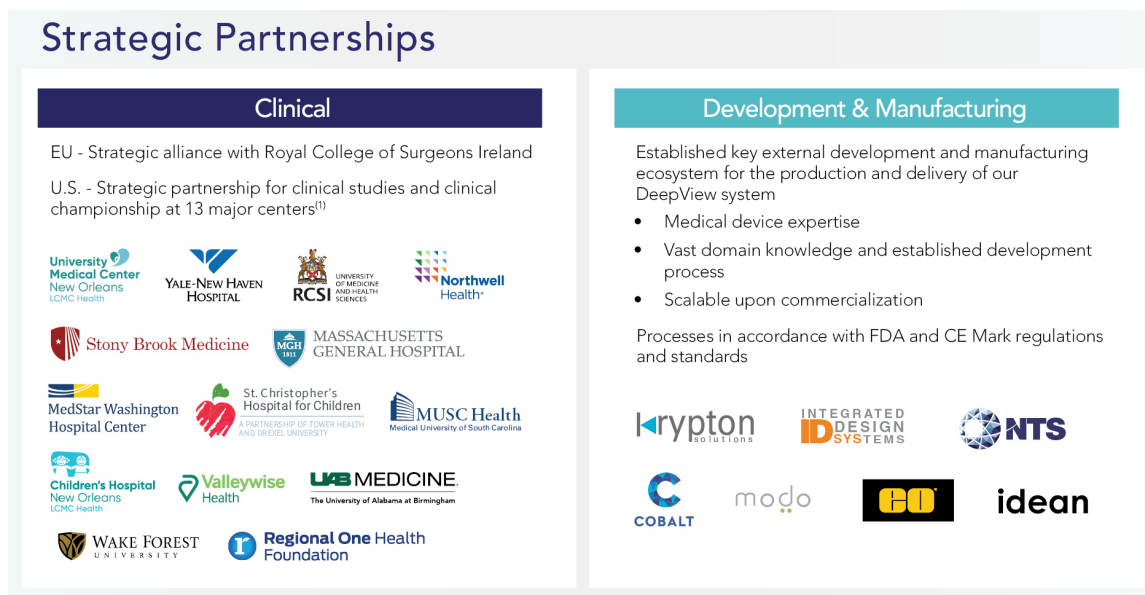 Strategic Partnerships
Clinical
EU - Strategic alliance with Royal College of Surgeons Ireland
U.S. - Strategic partnership for clinical studies and clinical
championship at 13 major centers(1)
University
Medical Center
New Orleans
LCMC Health
YALE-NEW HAVEN
HOSPITAL
RCSI
UNIVERSITY
OF MEDICINE
AND HEALTH
SCIENCES
Northwell
Health
Stony Brook Medicine
MGH
1811
MASSACHUSETTS
GENERAL HOSPITAL
MedStar Washington
Hospital Center
St. Christopher's
Hospital for Children
A PARTNERSHIP OF TOWER HEALTH
AND DREXEL UNIVERSITY
MUSC Health
Medical University of South Carolina
Children's Hospital
New Orleans
LCMC Health
Valleywise
Health
UAB MEDICINE
The University of Alabama at Birmingham
WAKE FOREST
UNIVERSITY
r
Regional One Health
Foundation
Development & Manufacturing
Established key external development and manufacturing
ecosystem for the production and delivery of our
DeepView system
• Medical device expertise
• Vast domain knowledge and established development
process
• Scalable upon commercialization
Processes in accordance with FDA and CE Mark regulations
and standards
krypton
solutions
INTEGRATED
ID DESIGN
SYSTEMS
NTS
COBALT
modo
EO
idean